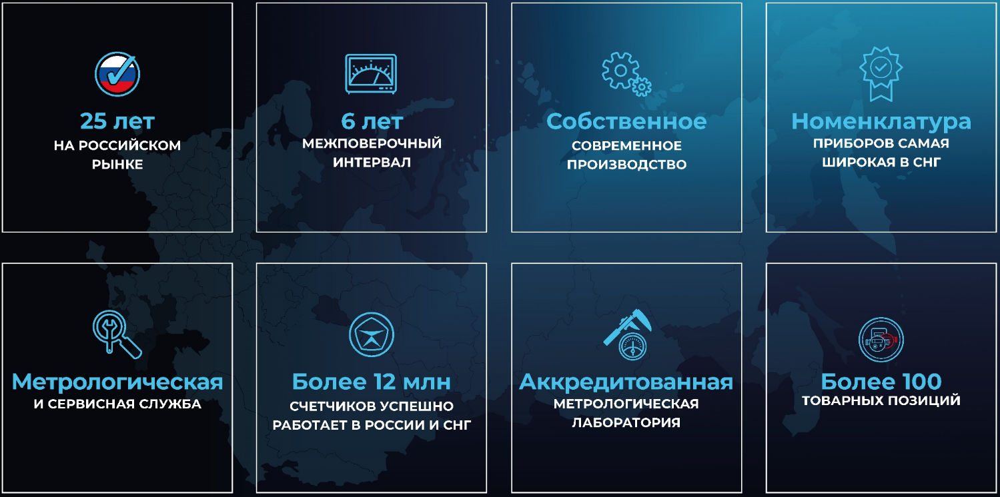 25 лет
НА РОССИЙСКОМ
РЫНКЕ
6 лет
МЕЖПОВЕРОЧНЫЙ
ИНТЕРВАЛ
Собственное
СОВРЕМЕННОЕ
ПРОИЗВОДСТВО
Номенклатура
ПРИБОРОВ САМАЯ
ШИРОКАЯ В СНГ
Метрологическая
И СЕРВИСНАЯ СЛУЖБА
Более 12 млн
СЧЕТЧИКОВ УСПЕШНО
РАБОТАЕТ В РОССИИ И СНГ
Аккредитованная
МЕТРОЛОГИЧЕСКАЯ
ЛАБОРАТОРИЯ
Более 100
ТОВАРНЫХ ПОЗИЦИЙ